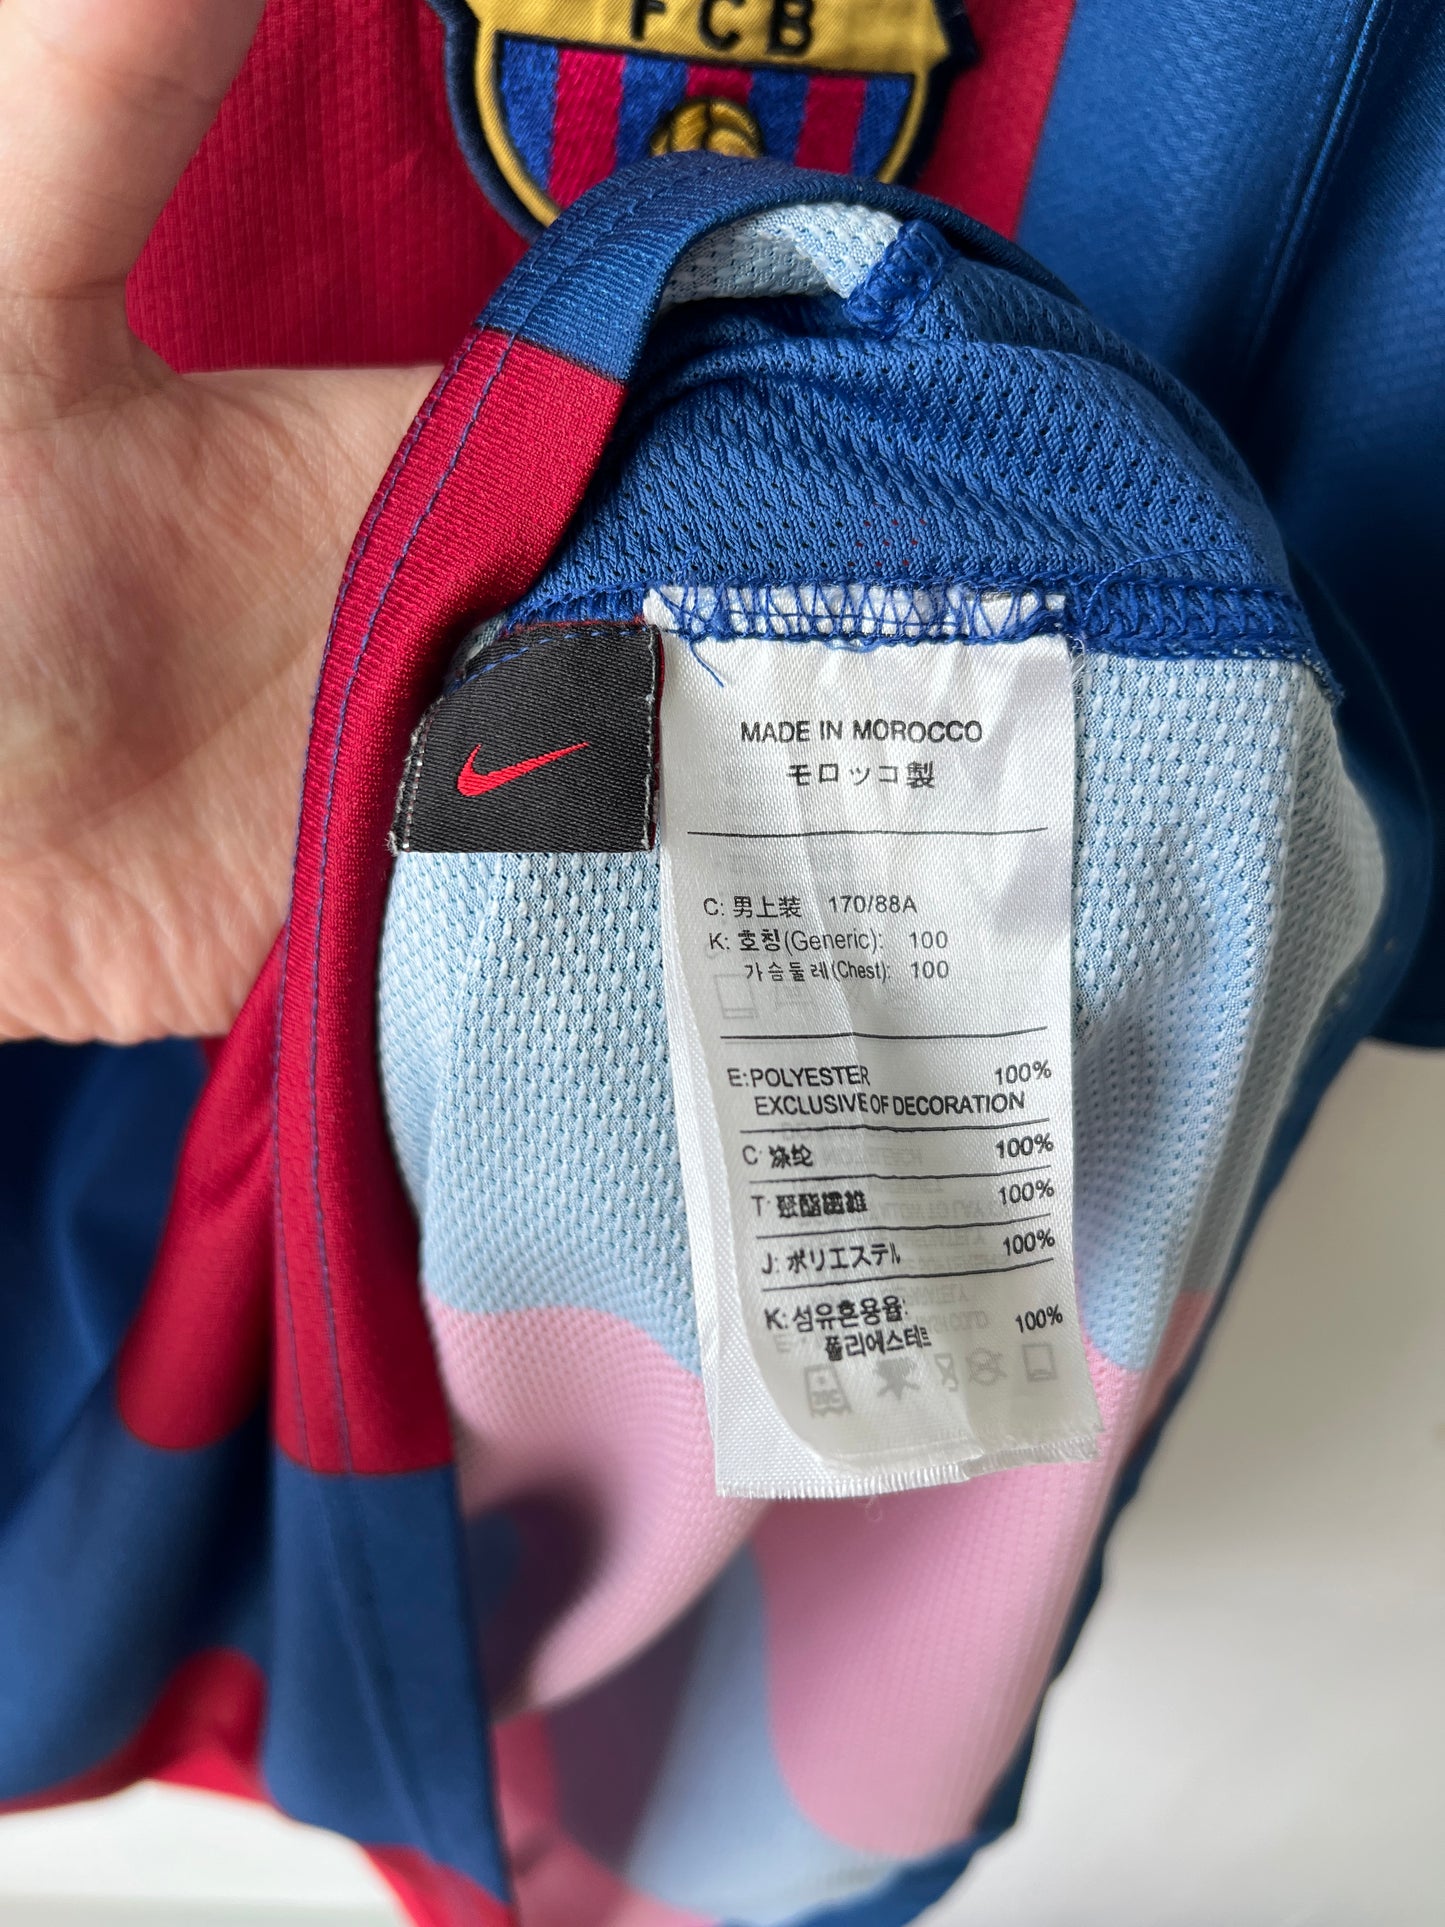 FCB
MADE IN MOROCCO
モロッコ製
C: 男上装 170/88A
K: 호칭(Generic): 100
가슴둘레(Chest): 100
E:POLYESTER 100%
EXCLUSIVE OF DECORATION
C: 涤纶 100%
T: 聚酯纖維 100%
J: ポリエステル 100%
K: 섬유혼용율: 100%
폴리에스테르